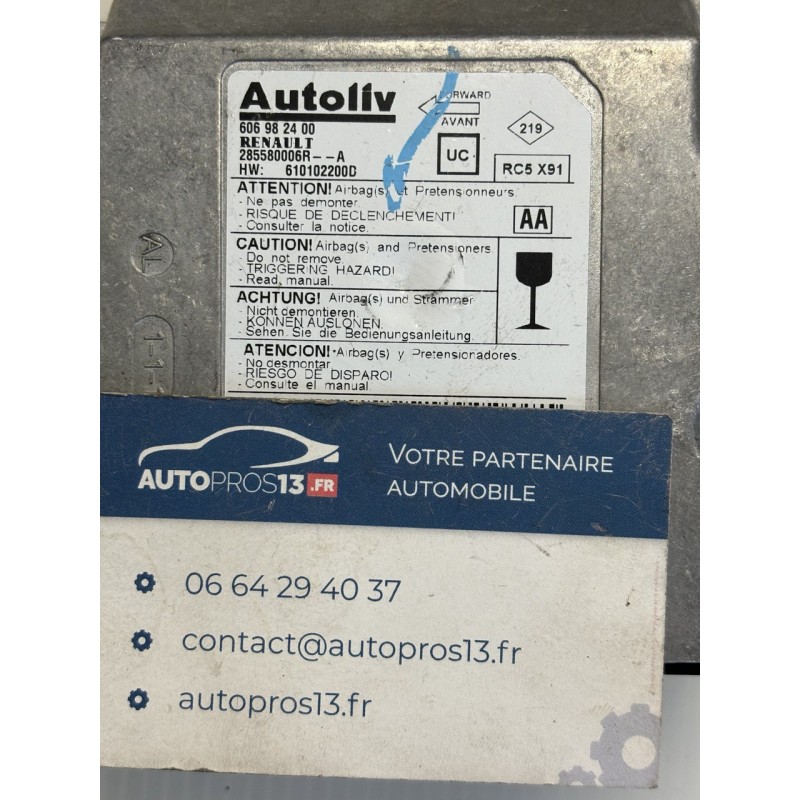 Autoliv
FORWARD
AVANT
219
606 98 24 00
RENAULT
285580006R--A
HW: 610102200D
UC
RC5 X91
ATTENTION! Airbag(s) et Pretensionneurs.
- Ne pas demonter.
- RISQUE DE DECLENCHEMENT!
- Consulter la notice.
AA
CAUTION! Airbag(s) and Pretensioners.
- Do not remove.
- TRIGGERING HAZARD!
- Read, manual.
ACHTUNG! Airbag(s) und Strammer
- Nicht demontieren.
- KONNEN AUSLONEN.
- Sehen Sie die Bedienungsanleitung.
ATENCION! Airbag(s) y Pretensionadores.
- No desmontar
- RIESGO DE DISPARO!
- Consulte el manual.
AL
1-1-
AUTOPROS13.FR
VOTRE PARTENAIRE
AUTOMOBILE
06 64 29 40 37
contact@autopros13.fr
autopros13.fr